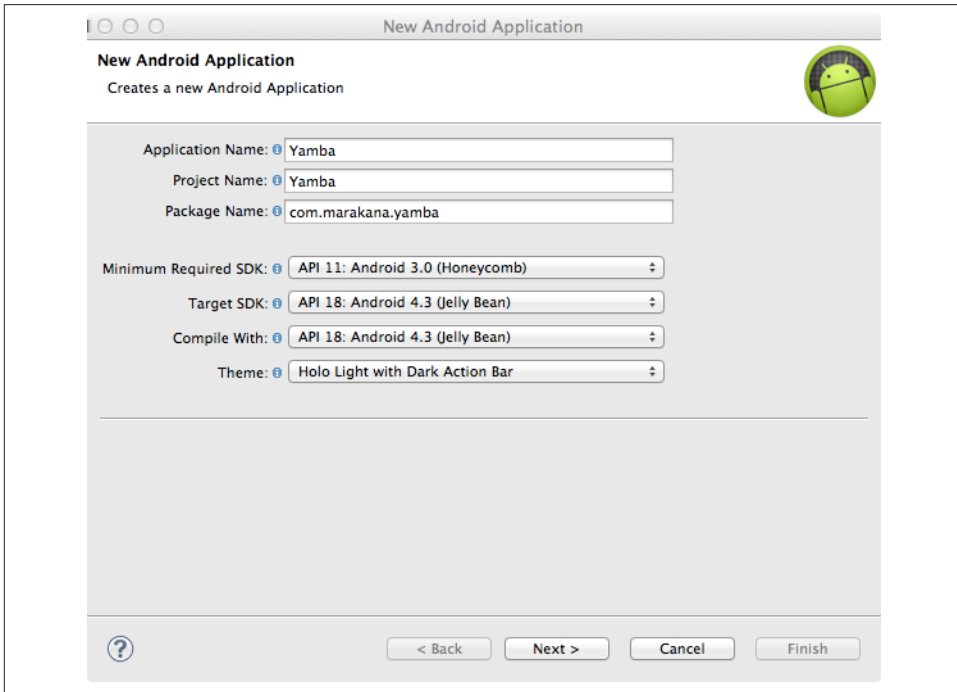 New Android Application
New Android Application
Creates a new Android Application
Application Name: Yamba
Project Name: Yamba
Package Name: com.marakana.yamba
Minimum Required SDK: API 11: Android 3.0 (Honeycomb)
Target SDK: API 18: Android 4.3 (Jelly Bean)
Compile With: API 18: Android 4.3 (Jelly Bean)
Theme: Holo Light with Dark Action Bar
? < Back Next > Cancel Finish